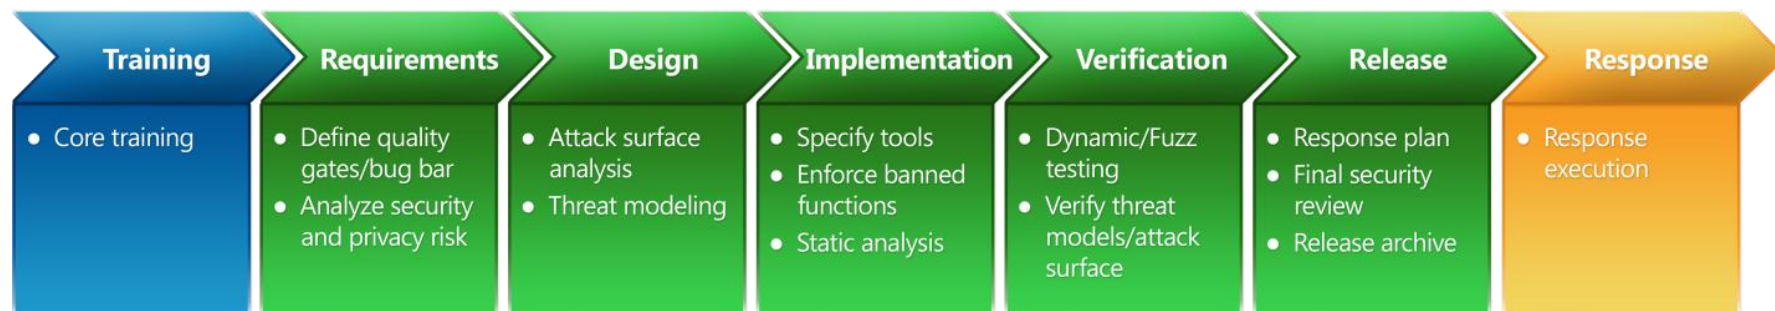 Training
Core training
Requirements
Define quality
gates/bug bar
Analyze security
and privacy risk
Design
Attack surface
analysis
Threat modeling
Implementation
Specify tools
Enforce banned
functions
Static analysis
Verification
Dynamic/Fuzz
testing
Verify threat
models/attack
surface
Release
Response plan
Final security
review
Release archive
Response
Response
execution